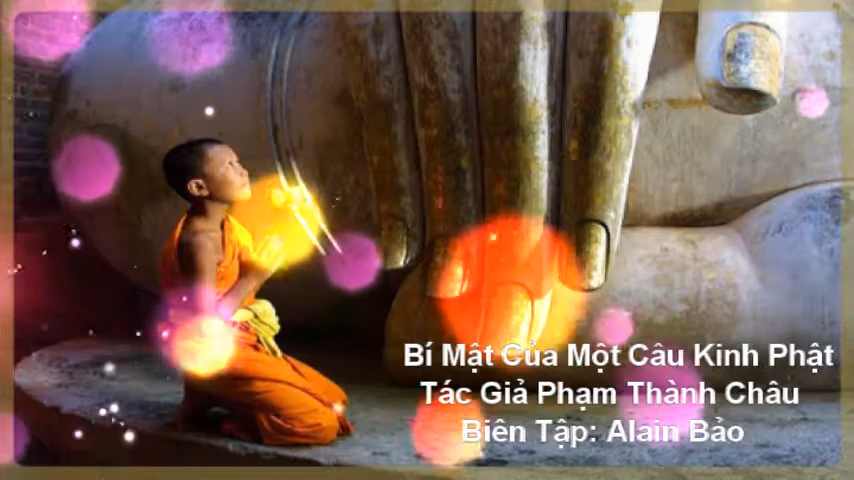 Bí Mật Của Một Câu Kinh Phật
Tác Giả Phạm Thành Châu
Biên Tập: Alain Bảo